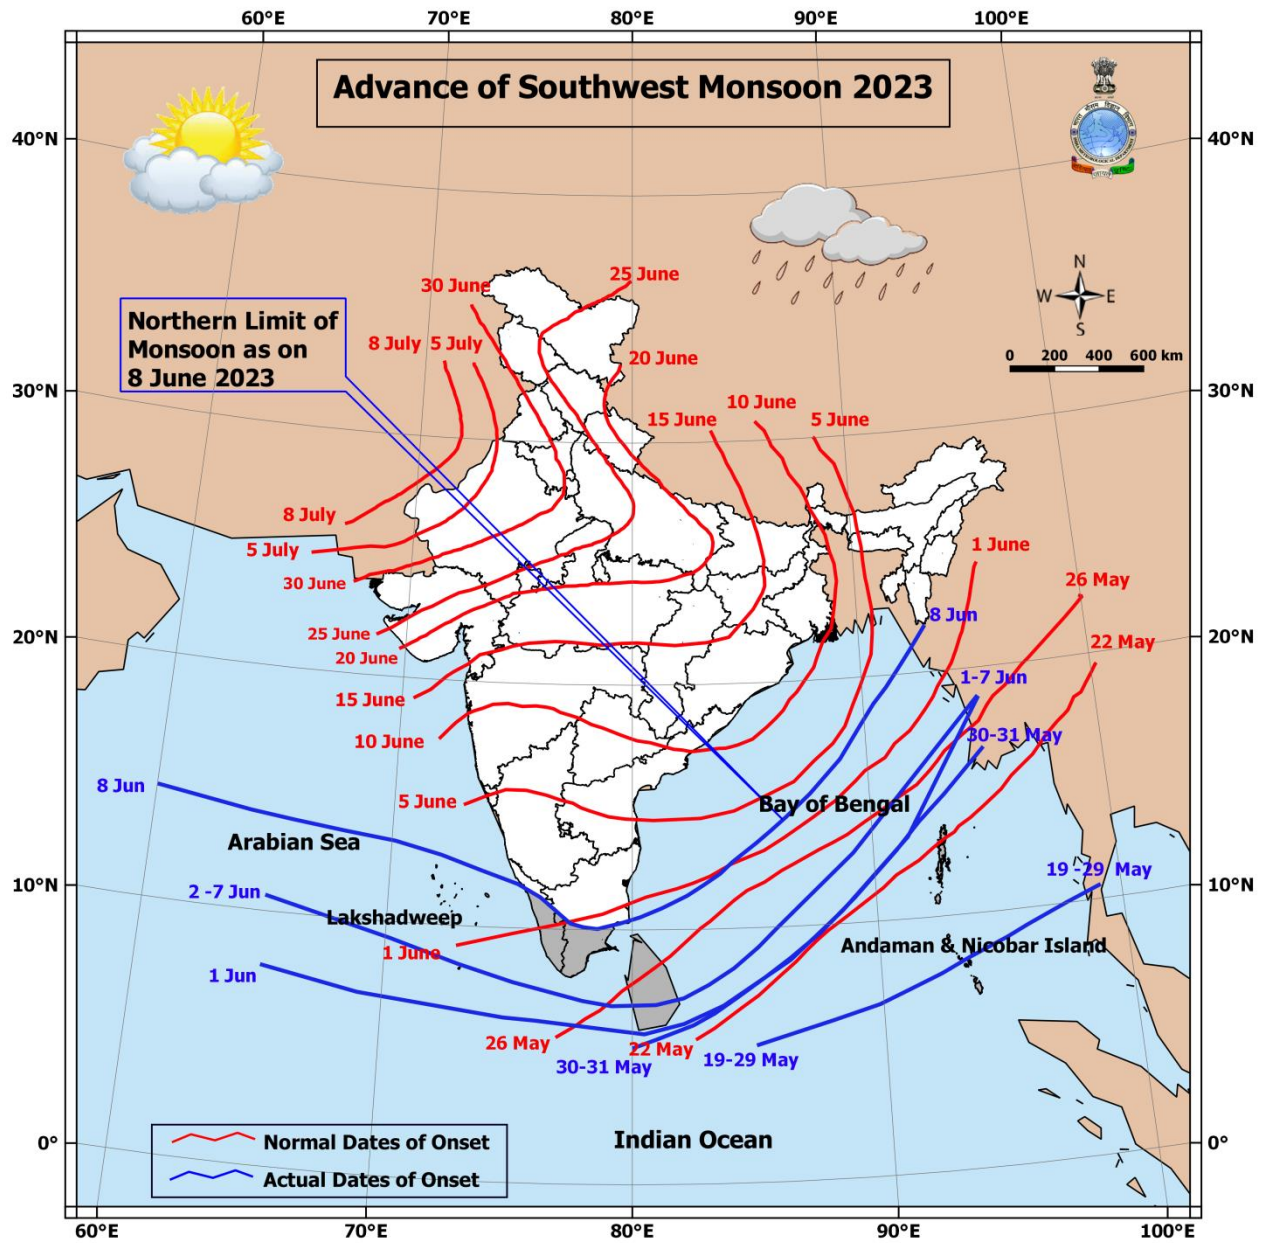 60°E 70°E 80°E 90°E 100°E
Advance of Southwest Monsoon 2023
40°N 40°N
N
W E
S
25 June
30 June
Northern Limit of
Monsoon as on
8 June 2023
8 July 5 July
20 June
0 200 400 600 km
30°N 30°N
10 June
15 June 5 June
8 July
5 July
1 June
30 June
26 May
8 Jun
25 June
20°N 20°N
22 May
20 June
1-7 Jun
15 June
30-31 May
10 June
8 Jun
5 June
Bay of Bengal
Arabian Sea
19 -29 May
10°N 10°N
2 -7 Jun
Lakshadweep
Andaman & Nicobar Island
1 June
1 Jun
26 May
22 May
30-31 May
19-29 May
Normal Dates of Onset
Actual Dates of Onset
Indian Ocean
0° 0°
60°E 70°E 80°E 90°E 100°E